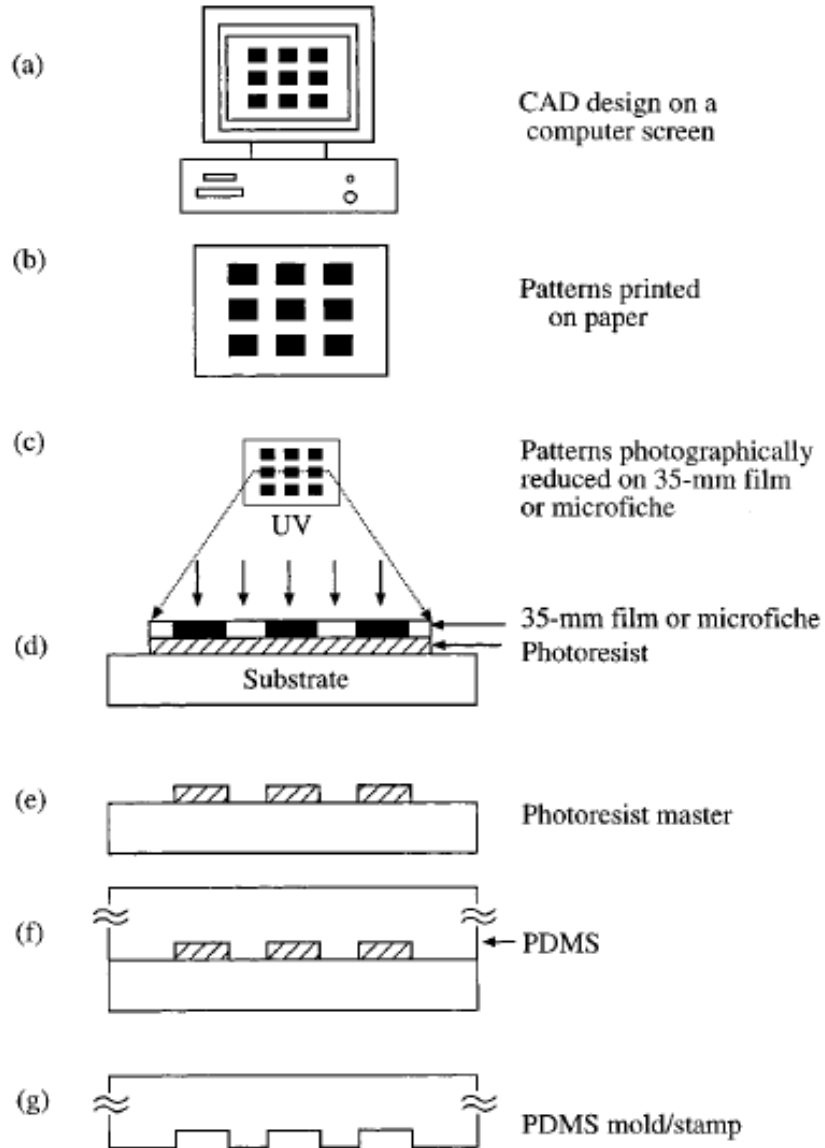 (a)
CAD design on a
computer screen
(b)
Patterns printed
on paper
(c)
Patterns photographically
reduced on 35-mm film
or microfiche
UV
35-mm film or microfiche
(d)
Photoresist
Substrate
(e)
Photoresist master
(f)
PDMS
(g)
PDMS mold/stamp